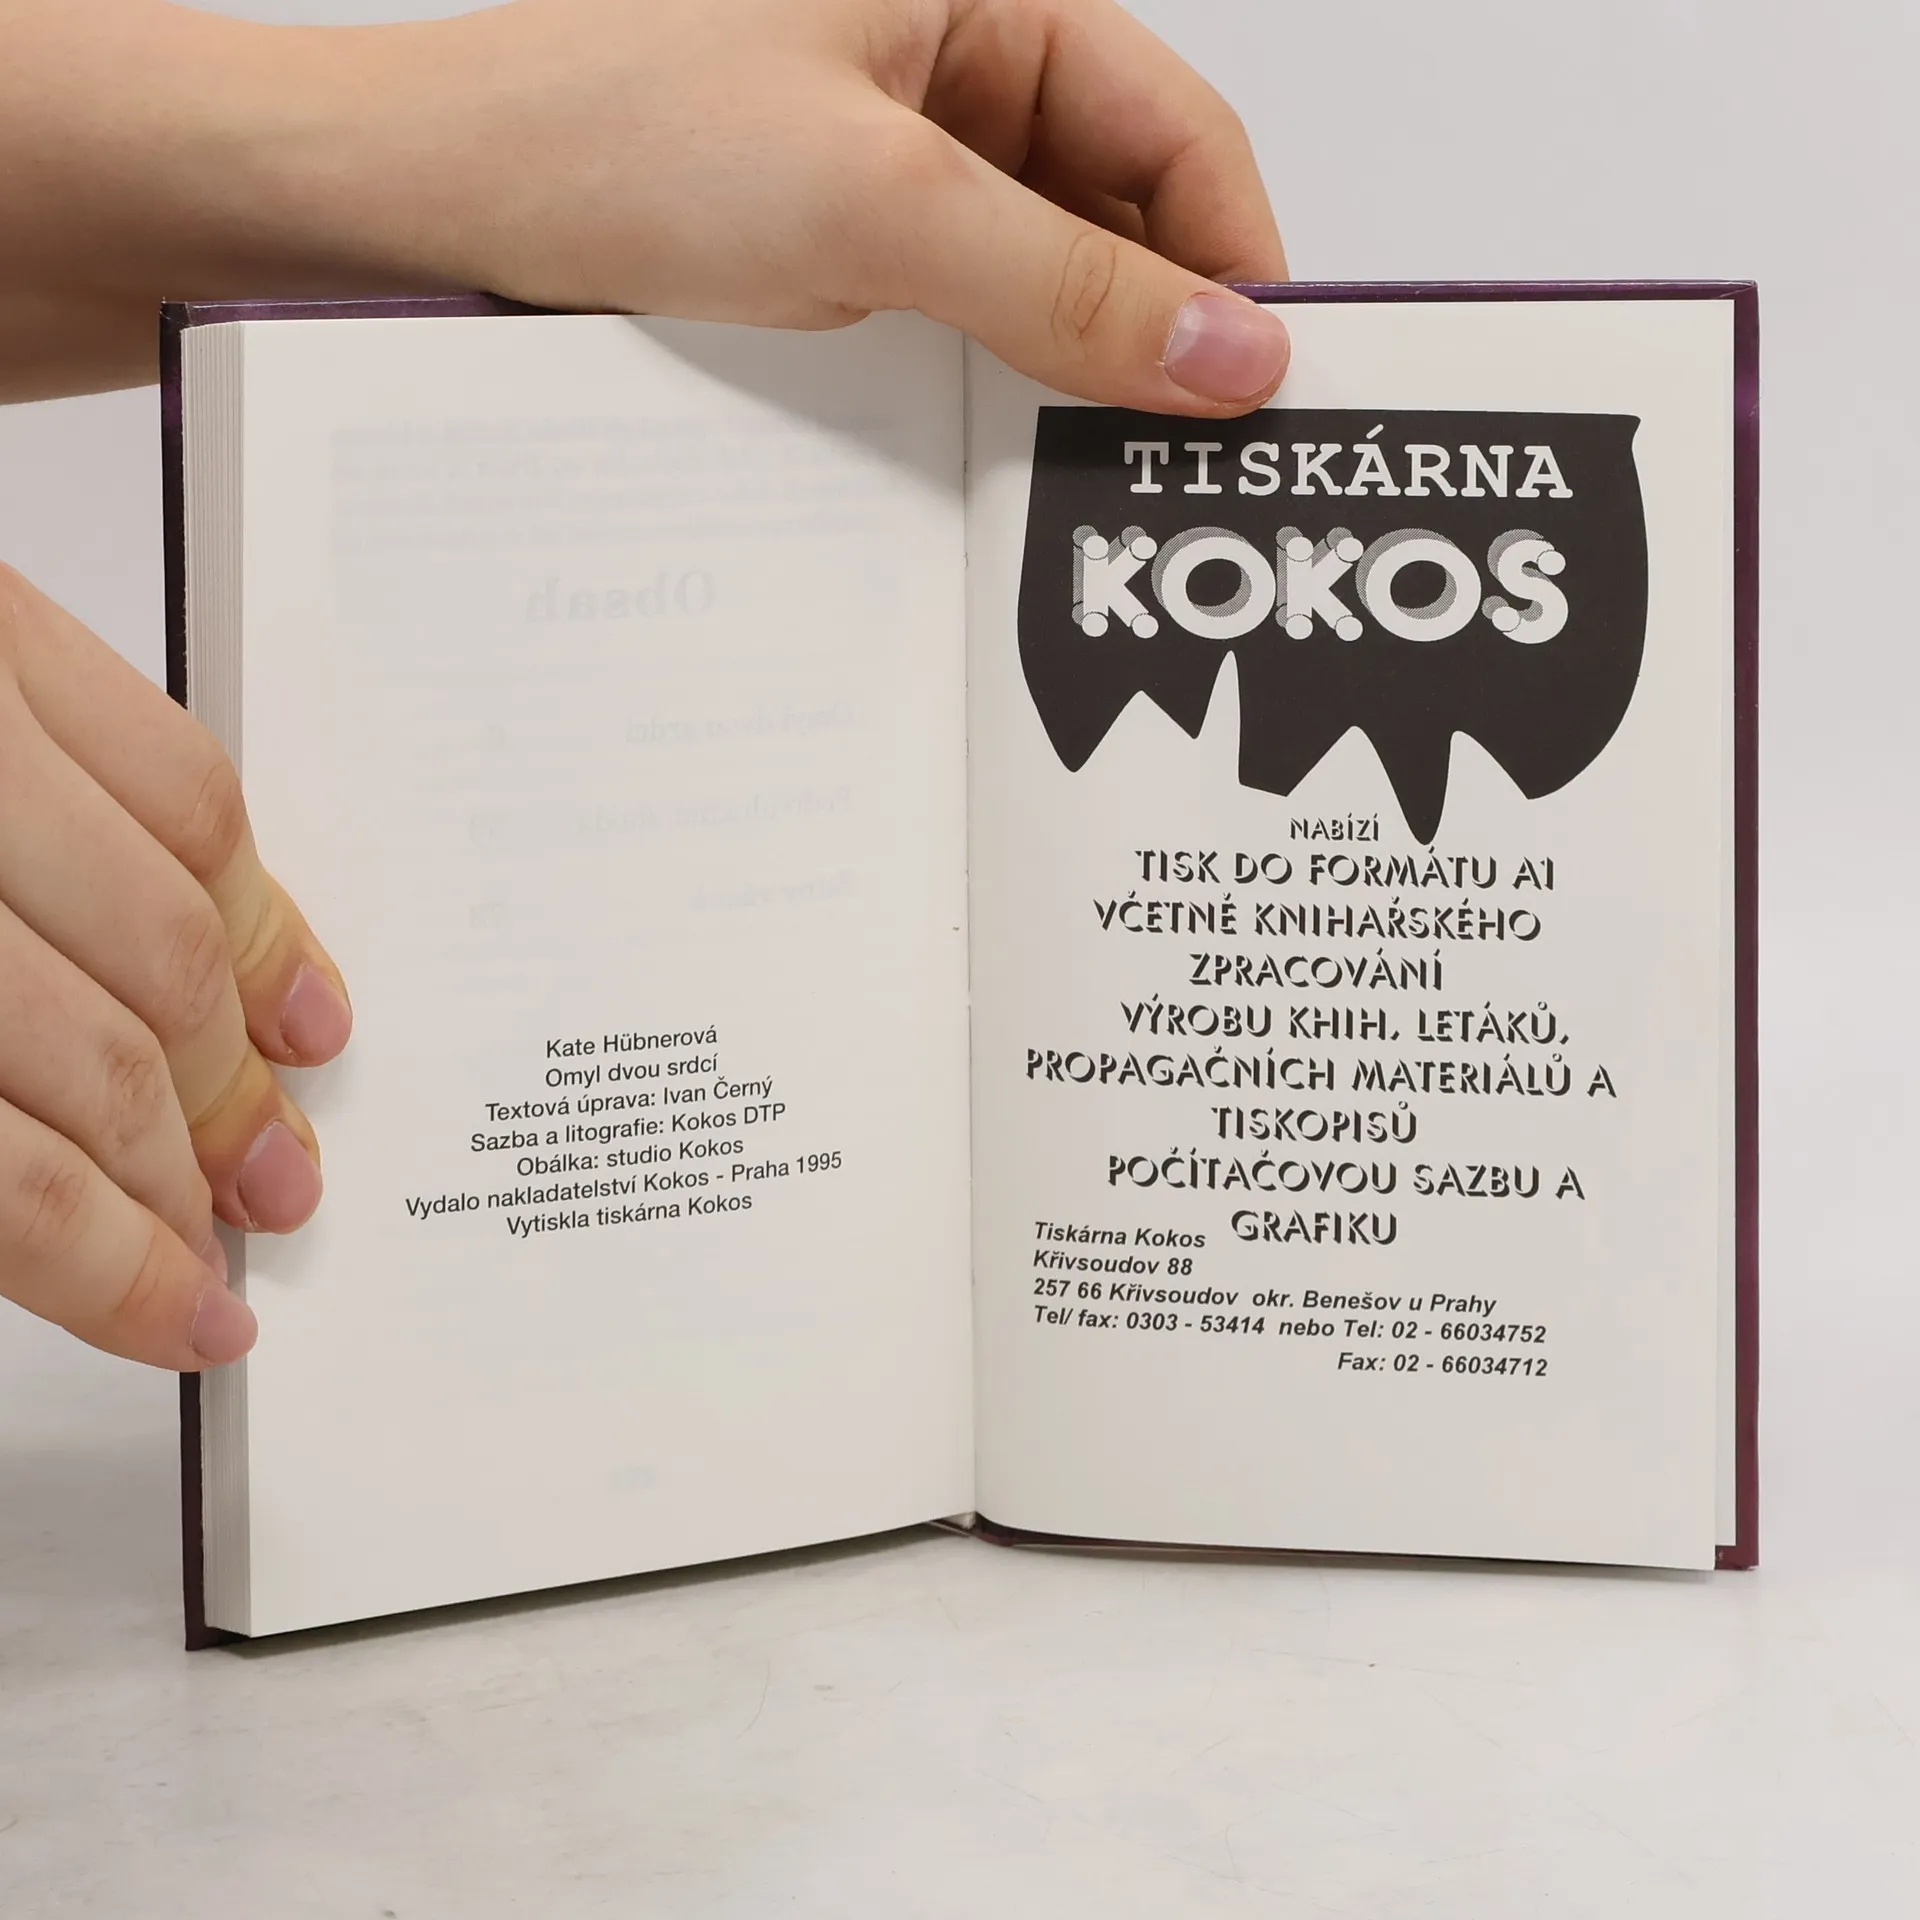 Kate Hübnerová
Omyl dvou srdcí
Textová úprava: Ivan Černý
Sazba a litografie: Kokos DTP
Obálka: studio Kokos
Vydalo nakladatelství Kokos - Praha 1995
Vytiskla tiskárna Kokos
TISKÁRNA
KOKOS
NABÍZÍ
TISK DO FORMÁTU A1
VČETNĚ KNIHAŘSKÉHO
ZPRACOVÁNÍ
VÝROBU KHIH, LETÁKŮ,
PROPAGAČNÍCH MATERIÁLŮ A
TISKOPISŮ
POČÍTAČOVOU SAZBU A
GRAFIKU
Tiskárna Kokos
Křivsoudov 88
257 66 Křivsoudov okr. Benešov u Prahy
Tel/ fax: 0303 - 53414 nebo Tel: 02 - 66034752
Fax: 02 - 66034712